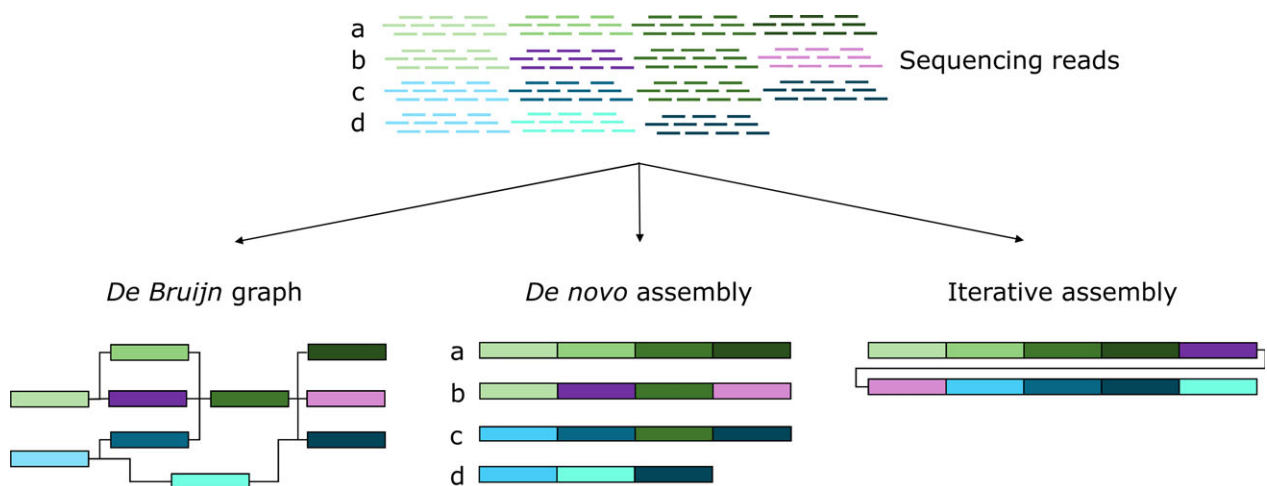 a
b
Sequencing reads
c
d
De Bruijn graph
De novo assembly
Iterative assembly
a
b
c
d